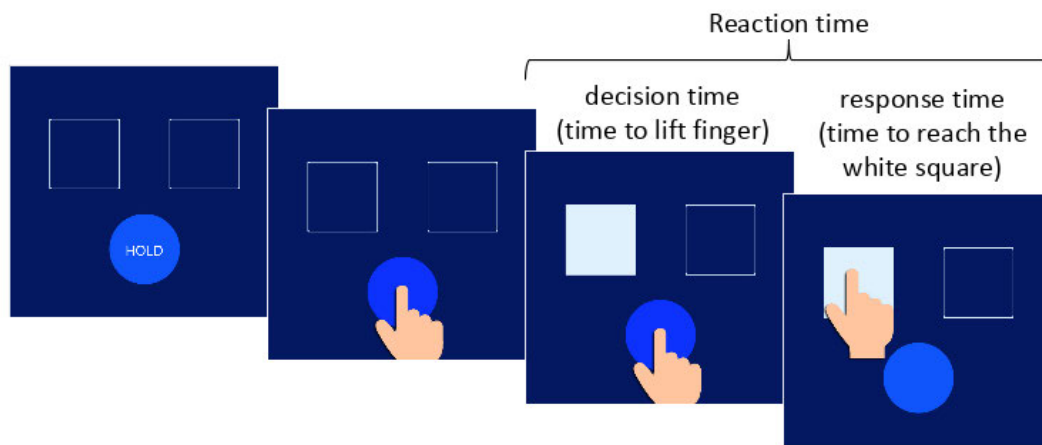 Reaction time
decision time
(time to lift finger)
response time
(time to reach the
white square)
HOLD